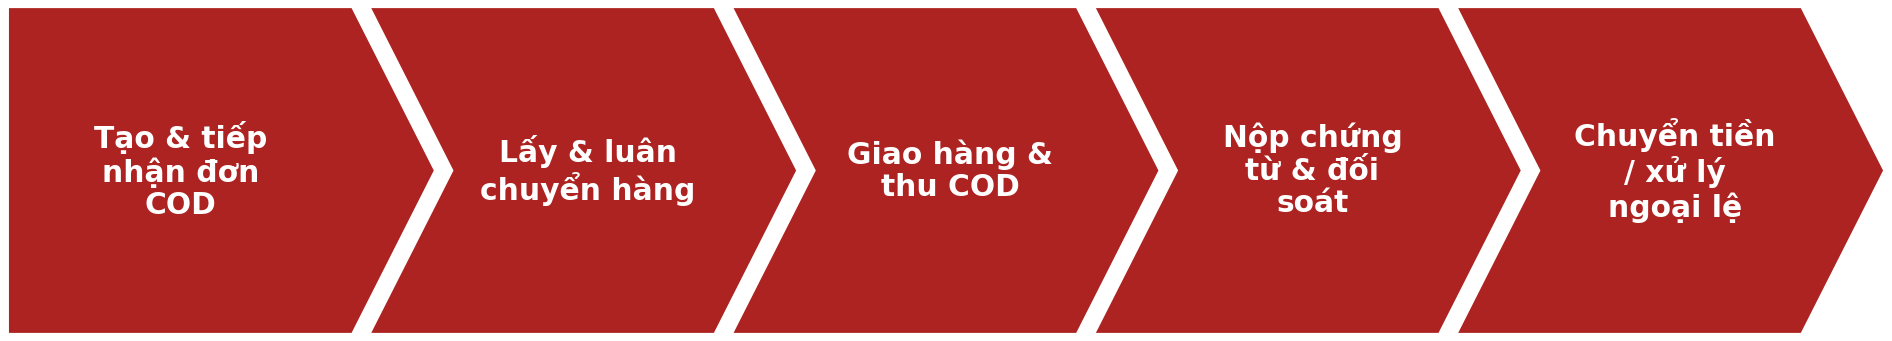 Tạo & tiếp
nhận đơn
COD
Lấy & luân
chuyển hàng
Giao hàng &
thu COD
Nộp chứng
từ & đối
soát
Chuyển tiền
/ xử lý
ngoại lệ